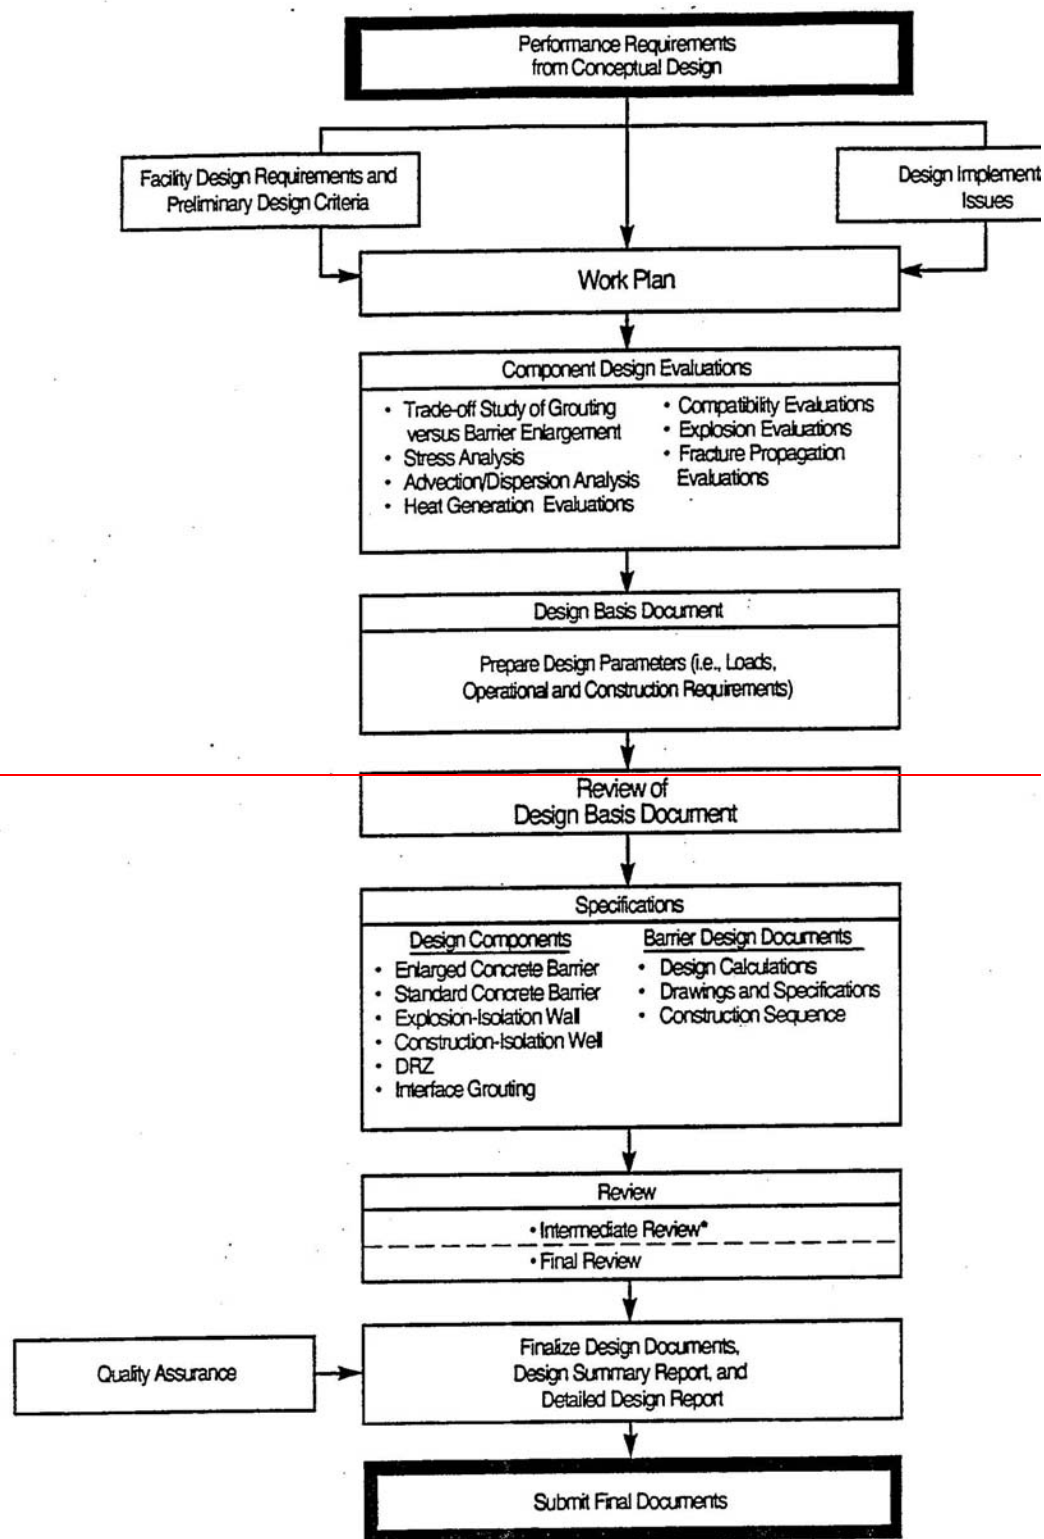 Performance Requirements
from Conceptual Design
Facility Design Requirements and
Preliminary Design Criteria
Design Implement
Issues
Work Plan
Component Design Evaluations
• Trade-off Study of Grouting
versus Barrier Enlargement
• Stress Analysis
• Advection/Dispersion Analysis
• Heat Generation Evaluations
• Compatibility Evaluations
• Explosion Evaluations
• Fracture Propagation
Evaluations
Design Basis Document
Prepare Design Parameters (i.e., Loads,
Operational and Construction Requirements)
Review of
Design Basis Document
Specifications
Design Components
• Enlarged Concrete Barrier
• Standard Concrete Barrier
• Explosion-Isolation Wall
• Construction-Isolation Well
• DRZ
• Interface Grouting
Barrier Design Documents
• Design Calculations
• Drawings and Specifications
• Construction Sequence
Review
• Intermediate Review*
• Final Review
Quality Assurance
Finalize Design Documents,
Design Summary Report, and
Detailed Design Report
Submit Final Documents